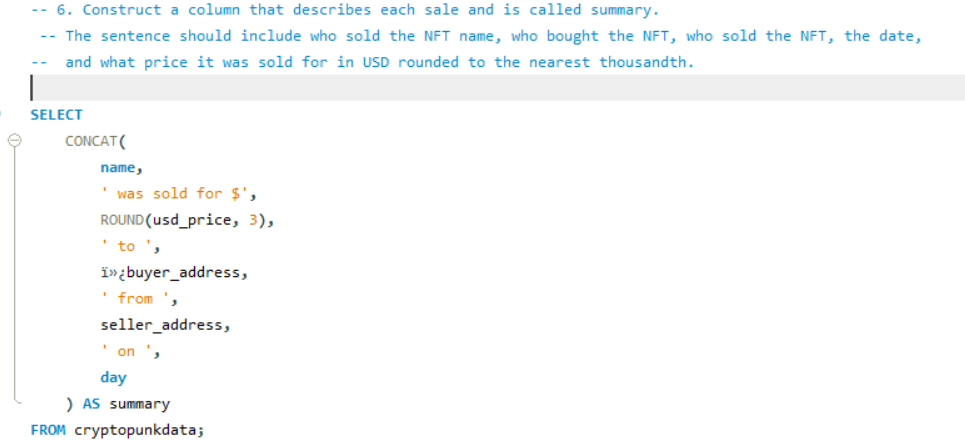 -- 6. Construct a column that describes each sale and is called summary.
-- The sentence should include who sold the NFT name, who bought the NFT, who sold the NFT, the date,
-- and what price it was sold for in USD rounded to the nearest thousandth.
SELECT
CONCAT(
name,
' was sold for $',
ROUND(usd_price, 3),
' to ',
ï»¿buyer_address,
' from ',
seller_address,
' on ',
day
) AS summary
FROM cryptopunkdata;